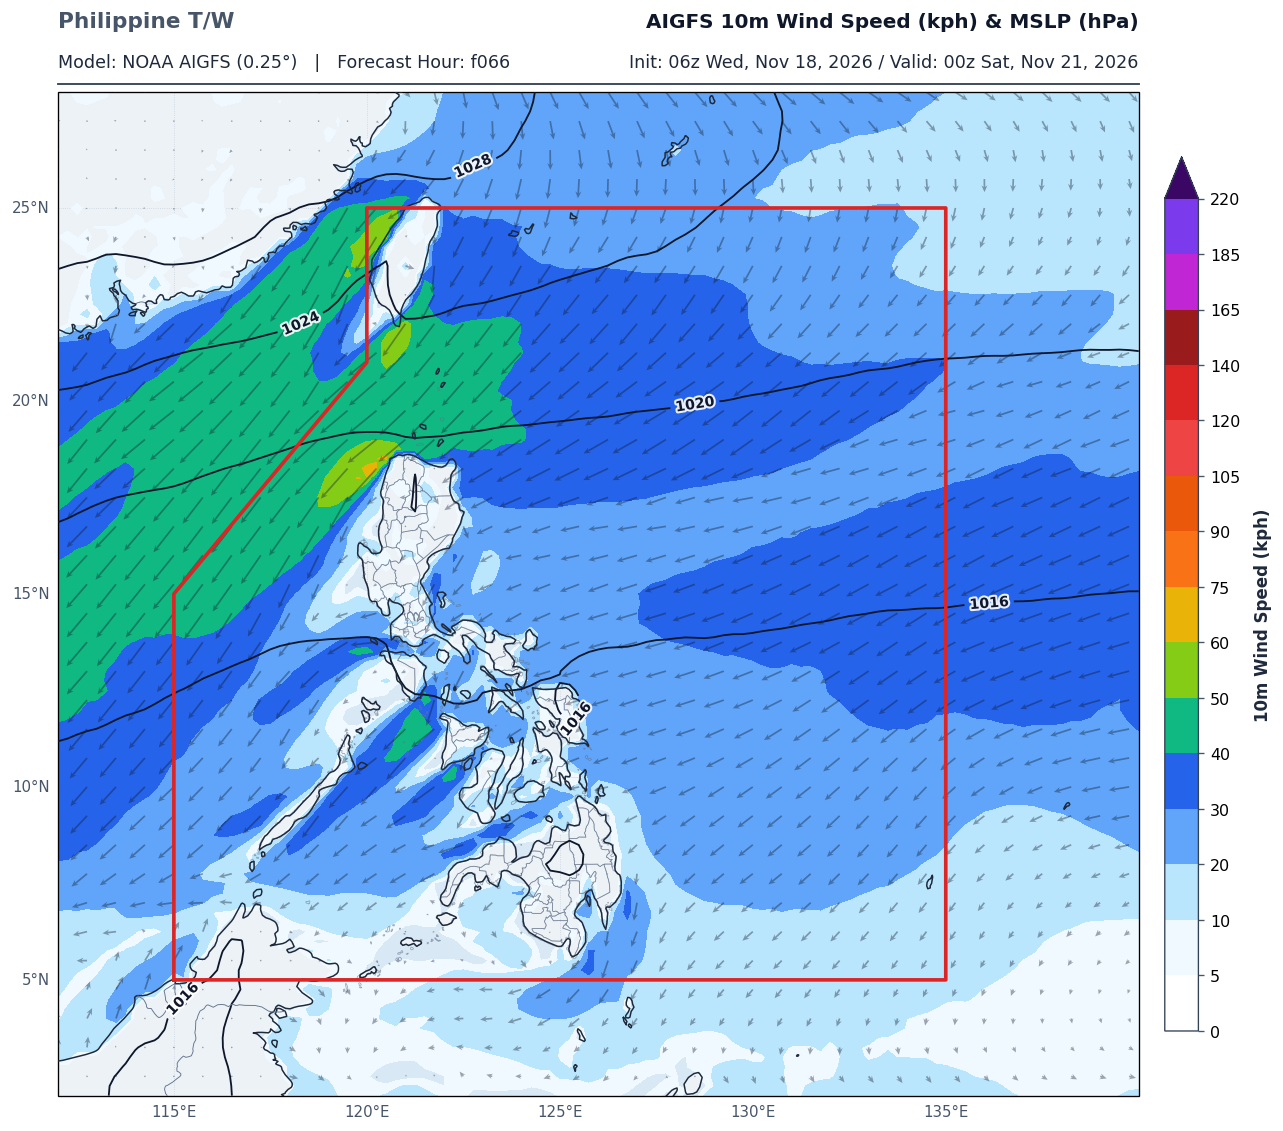 Philippine T/W
AIGFS 10m Wind Speed (kph) & MSLP (hPa)
Model: NOAA AIGFS (0.25°)   |   Forecast Hour: f066
Init: 06z Wed, Nov 18, 2026 / Valid: 00z Sat, Nov 21, 2026
1028
1024
1020
1016
1016
1016
25°N
20°N
15°N
10°N
5°N
115°E
120°E
125°E
130°E
135°E
220
185
165
140
120
105
90
75
60
50
40
30
20
10
5
0
10m Wind Speed (kph)